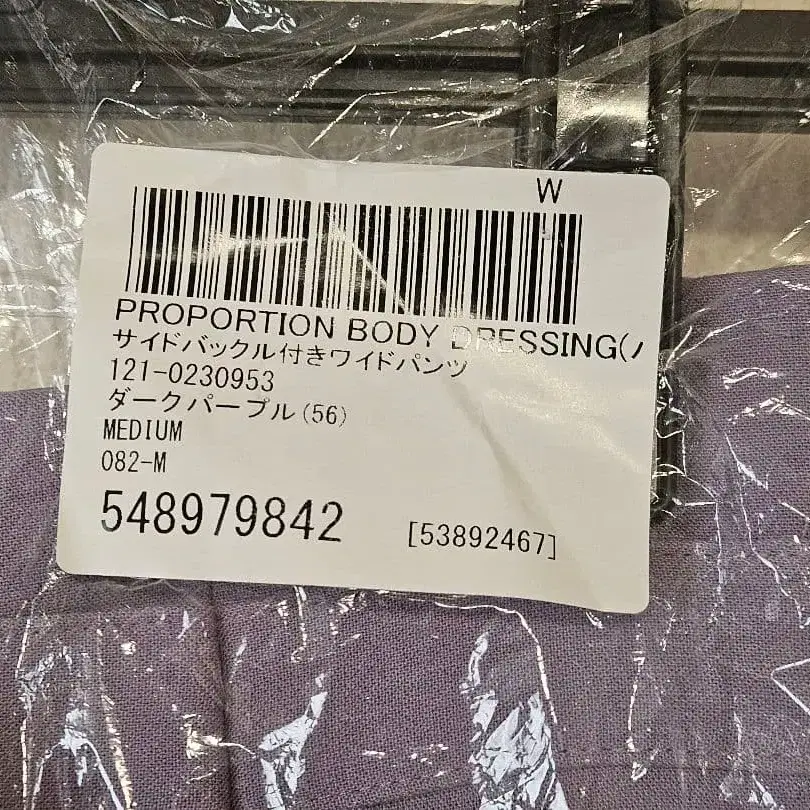 W
PROPORTION BODY DRESSING(
サイドバックル付きワイドパンツ
121-0230953
ダークパープル(56)
MEDIUM
082-M
548979842 [53892467]